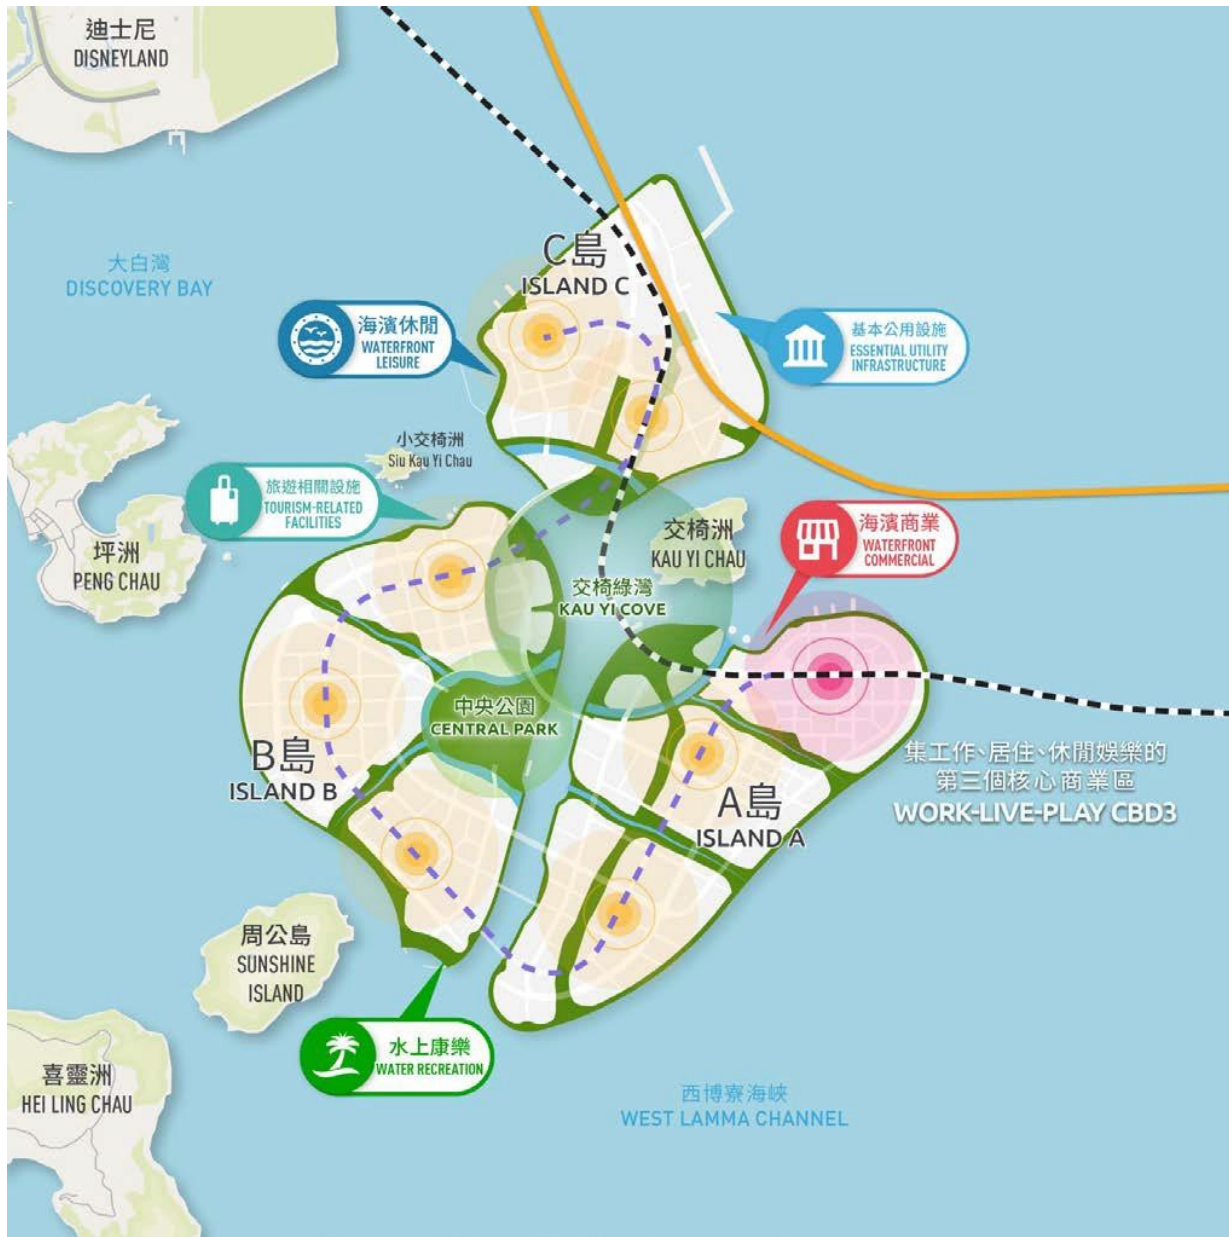 迪士尼
DISNEYLAND
C島
ISLAND C
大白灣
DISCOVERY BAY
海濱休閒
WATERFRONT
LEISURE
基本公用設施
ESSENTIAL UTILITY
INFRASTRUCTURE
小交椅洲
Siu Kau Yi Chau
旅遊相關設施
TOURISM-RELATED
FACILITIES
交椅洲
KAU YI CHAU
海濱商業
WATERFRONT
COMMERCIAL
坪洲
PENG CHAU
交椅綠灣
KAU YI COVE
中央公園
CENTRAL PARK
B島
ISLAND B
A島
ISLAND A
集工作、居住、休閒娛樂的
第三個核心商業區
WORK-LIVE-PLAY CBD3
周公島
SUNSHINE
ISLAND
水上康樂
WATER RECREATION
喜靈洲
HEI LING CHAU
西博寮海峽
WEST LAMMA CHANNEL